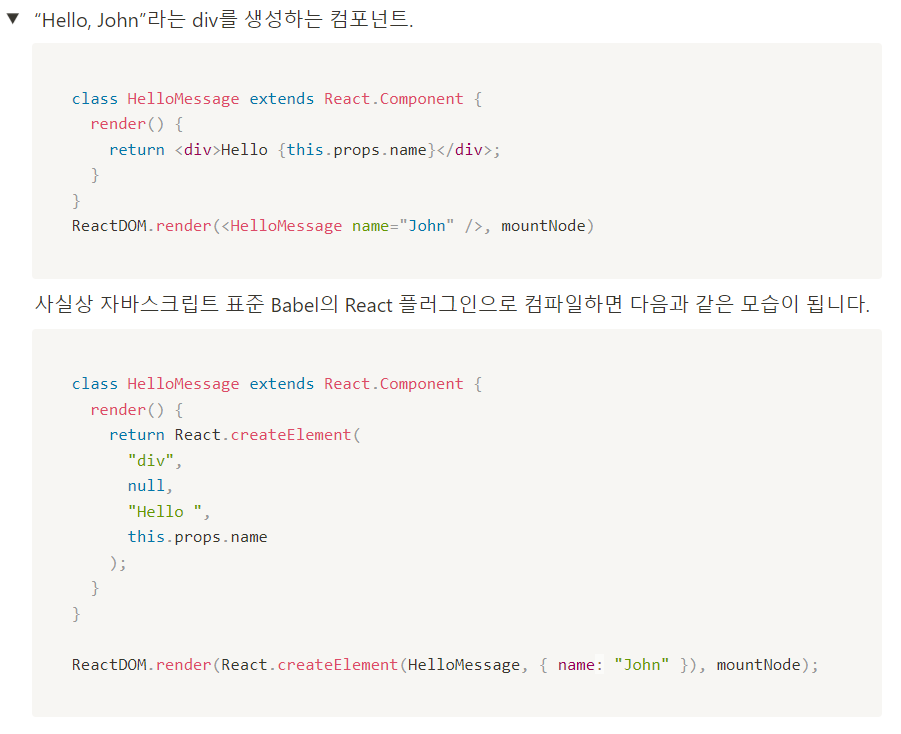 ▼ “Hello, John”라는 div를 생성하는 컴포넌트.
class HelloMessage extends React.Component {
  render() {
    return <div>Hello {this.props.name}</div>;
  }
}
ReactDOM.render(<HelloMessage name="John" />, mountNode)
사실상 자바스크립트 표준 Babel의 React 플러그인으로 컴파일하면 다음과 같은 모습이 됩니다.
class HelloMessage extends React.Component {
  render() {
    return React.createElement(
      "div",
      null,
      "Hello ",
      this.props.name
    );
  }
}
ReactDOM.render(React.createElement(HelloMessage, { name: "John" }), mountNode);